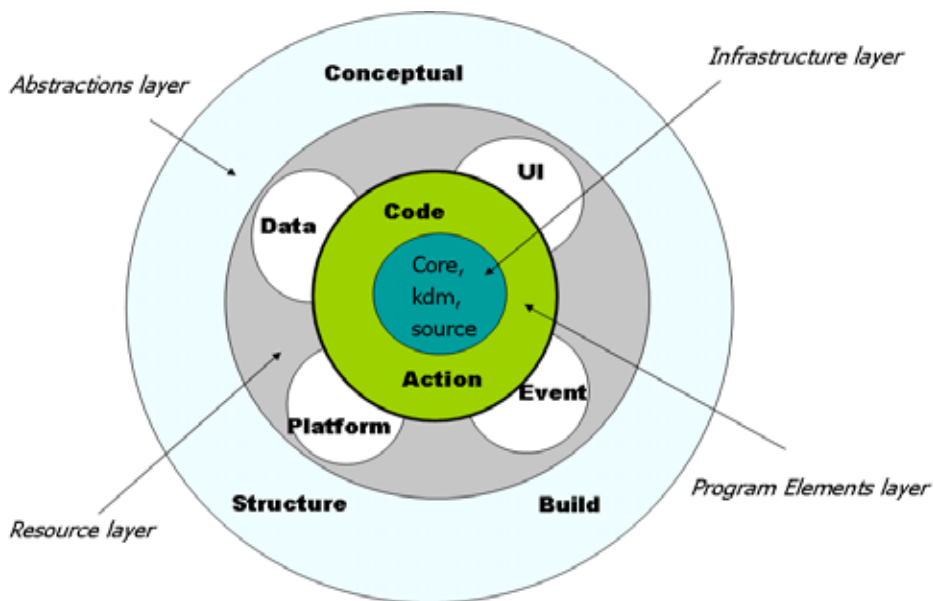 Conceptual
Infrastructure layer
Abstractions layer
UI
Data
Code
Core,
kdm,
source
Action
Event
Platform
Program Elements layer
Structure
Build
Resource layer